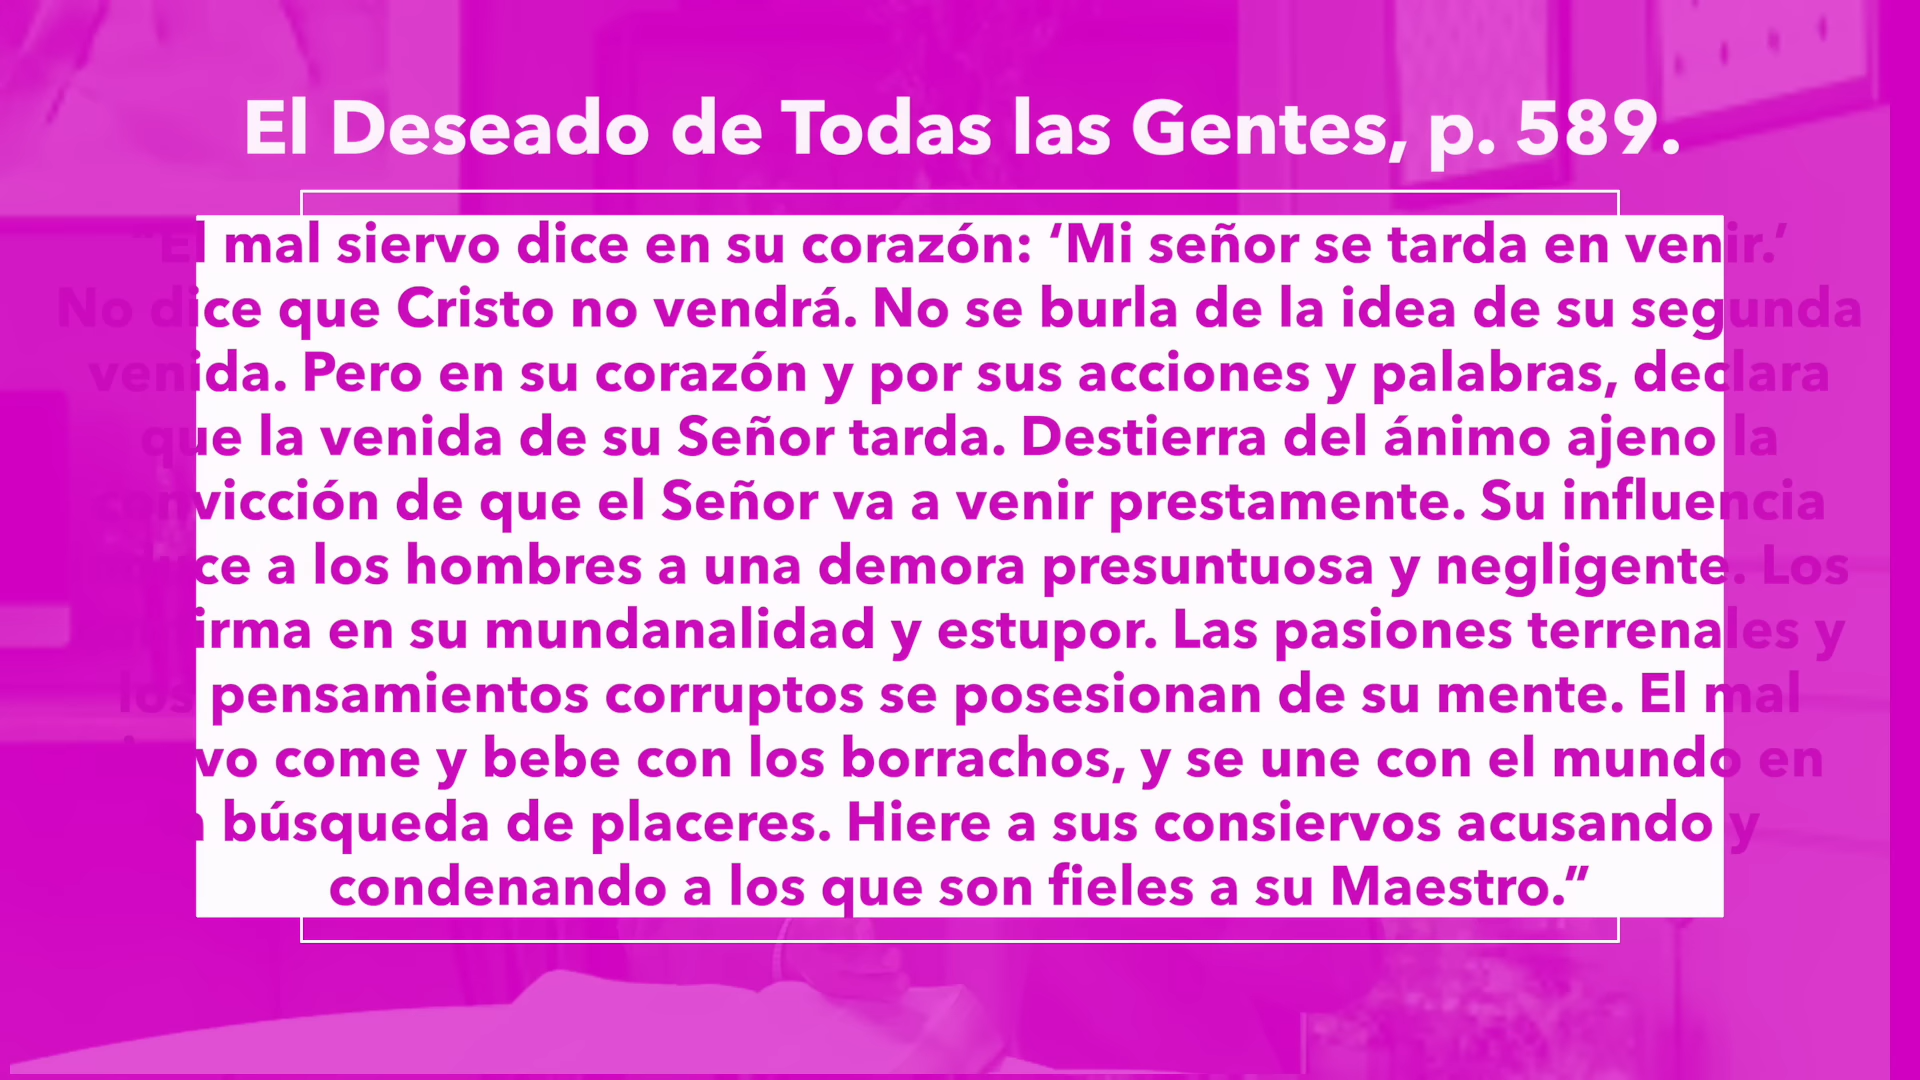 El Deseado de Todas las Gentes, p. 589.
“El mal siervo dice en su corazón: ‘Mi señor se tarda en venir.’
No dice que Cristo no vendrá. No se burla de la idea de su segunda
venida. Pero en su corazón y por sus acciones y palabras, declara
que la venida de su Señor tarda. Destierra del ánimo ajeno la
convicción de que el Señor va a venir prestamente. Su influencia
a los hombres a una demora presuntuosa y negligente. Los
en su mundanalidad y estupor. Las pasiones terrenales y
los pensamientos corruptos se posesionan de su mente. El mal
siervo come y bebe con los borrachos, y se une con el mundo en
búsqueda de placeres. Hiere a sus consiervos acusando y
condenando a los que son fieles a su Maestro.”